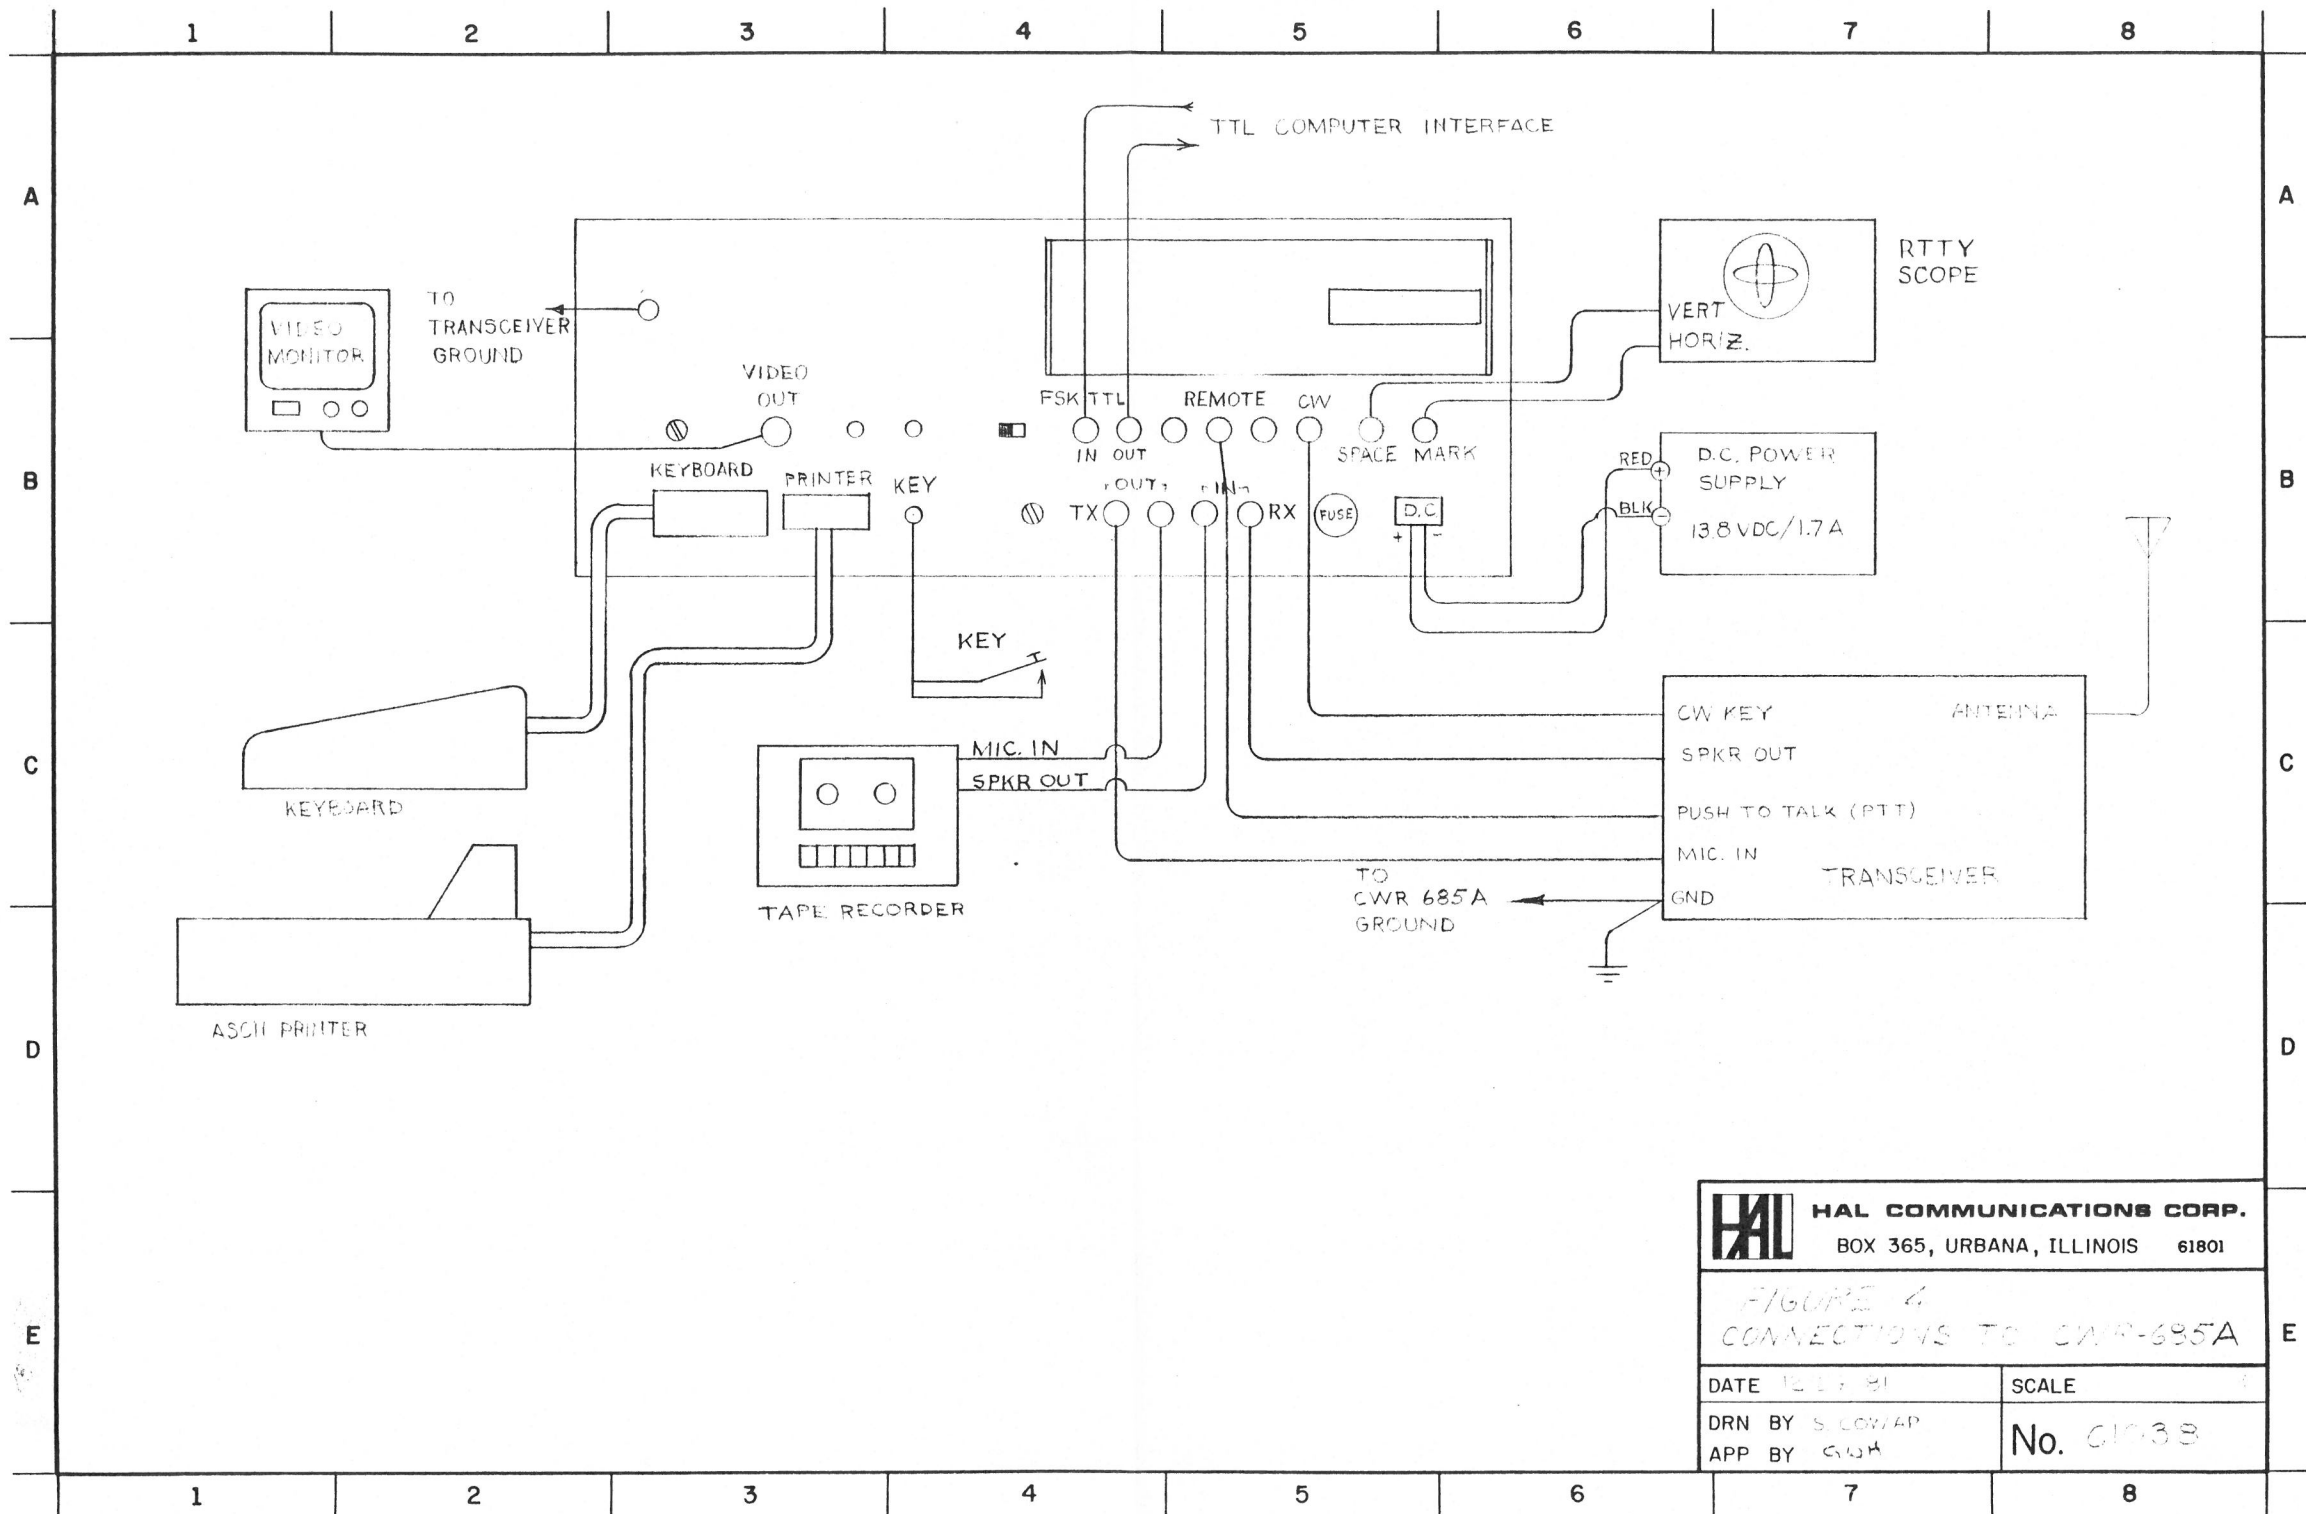 1 2 3 4 5 6 7 8
TTL COMPUTER INTERFACE
A A
RTTY
SCOPE
TO
TRANSCEIVER
GROUND
VIDEO
MONITOR
VERT
HORIZ.
VIDEO
OUT
FSK TTL REMOTE CW
IN OUT SPACE MARK
KEYBOARD PRINTER KEY
B B
OUT IN
TX RX FUSE D.C.
+ -
RED + D.C. POWER
SUPPLY
BLK -
13.8 VDC/1.7 A
KEY
CW KEY ANTENNA
MIC. IN
SPKR OUT
SPKR OUT
C C
KEYBOARD
PUSH TO TALK (PTT)
MIC. IN
TRANSCEIVER
TO
CWR 685A
GROUND
GND
TAPE RECORDER
ASCII PRINTER
D D
HAL HAL COMMUNICATIONS CORP.
BOX 365, URBANA, ILLINOIS 61801
FIGURE 4
CONNECTIONS TO CWR-685A
E E
DATE 81 SCALE
DRN BY S. COWAP
APP BY GWH
No.
1 2 3 4 5 6 7 8